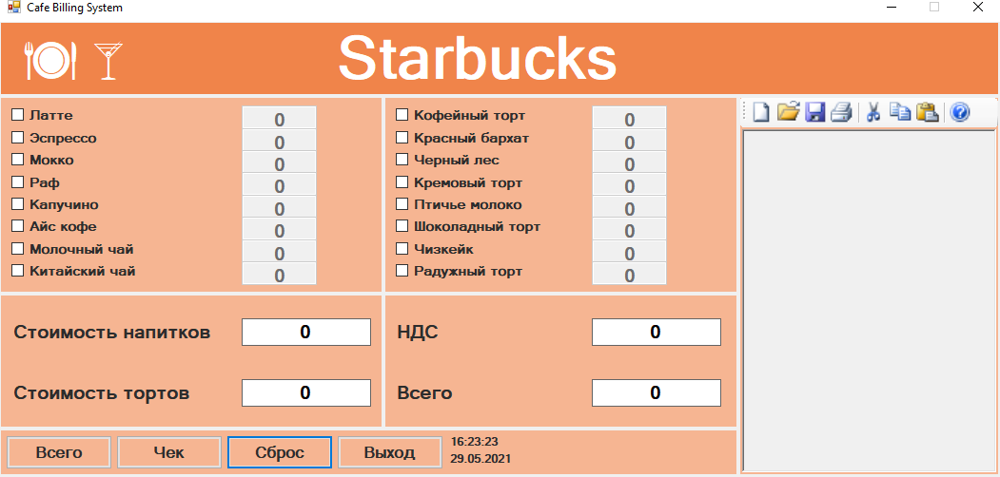 Cafe Billing System
Starbucks
Латте 0
Эспрессо 0
Мокко 0
Раф 0
Капучино 0
Айс кофе 0
Молочный чай 0
Китайский чай 0
Кофейный торт 0
Красный бархат 0
Черный лес 0
Кремовый торт 0
Птичье молоко 0
Шоколадный торт 0
Чизкейк 0
Радужный торт 0
Стоимость напитков 0
Стоимость тортов 0
НДС 0
Всего 0
Всего Чек Сброс Выход
16:23:23
29.05.2021